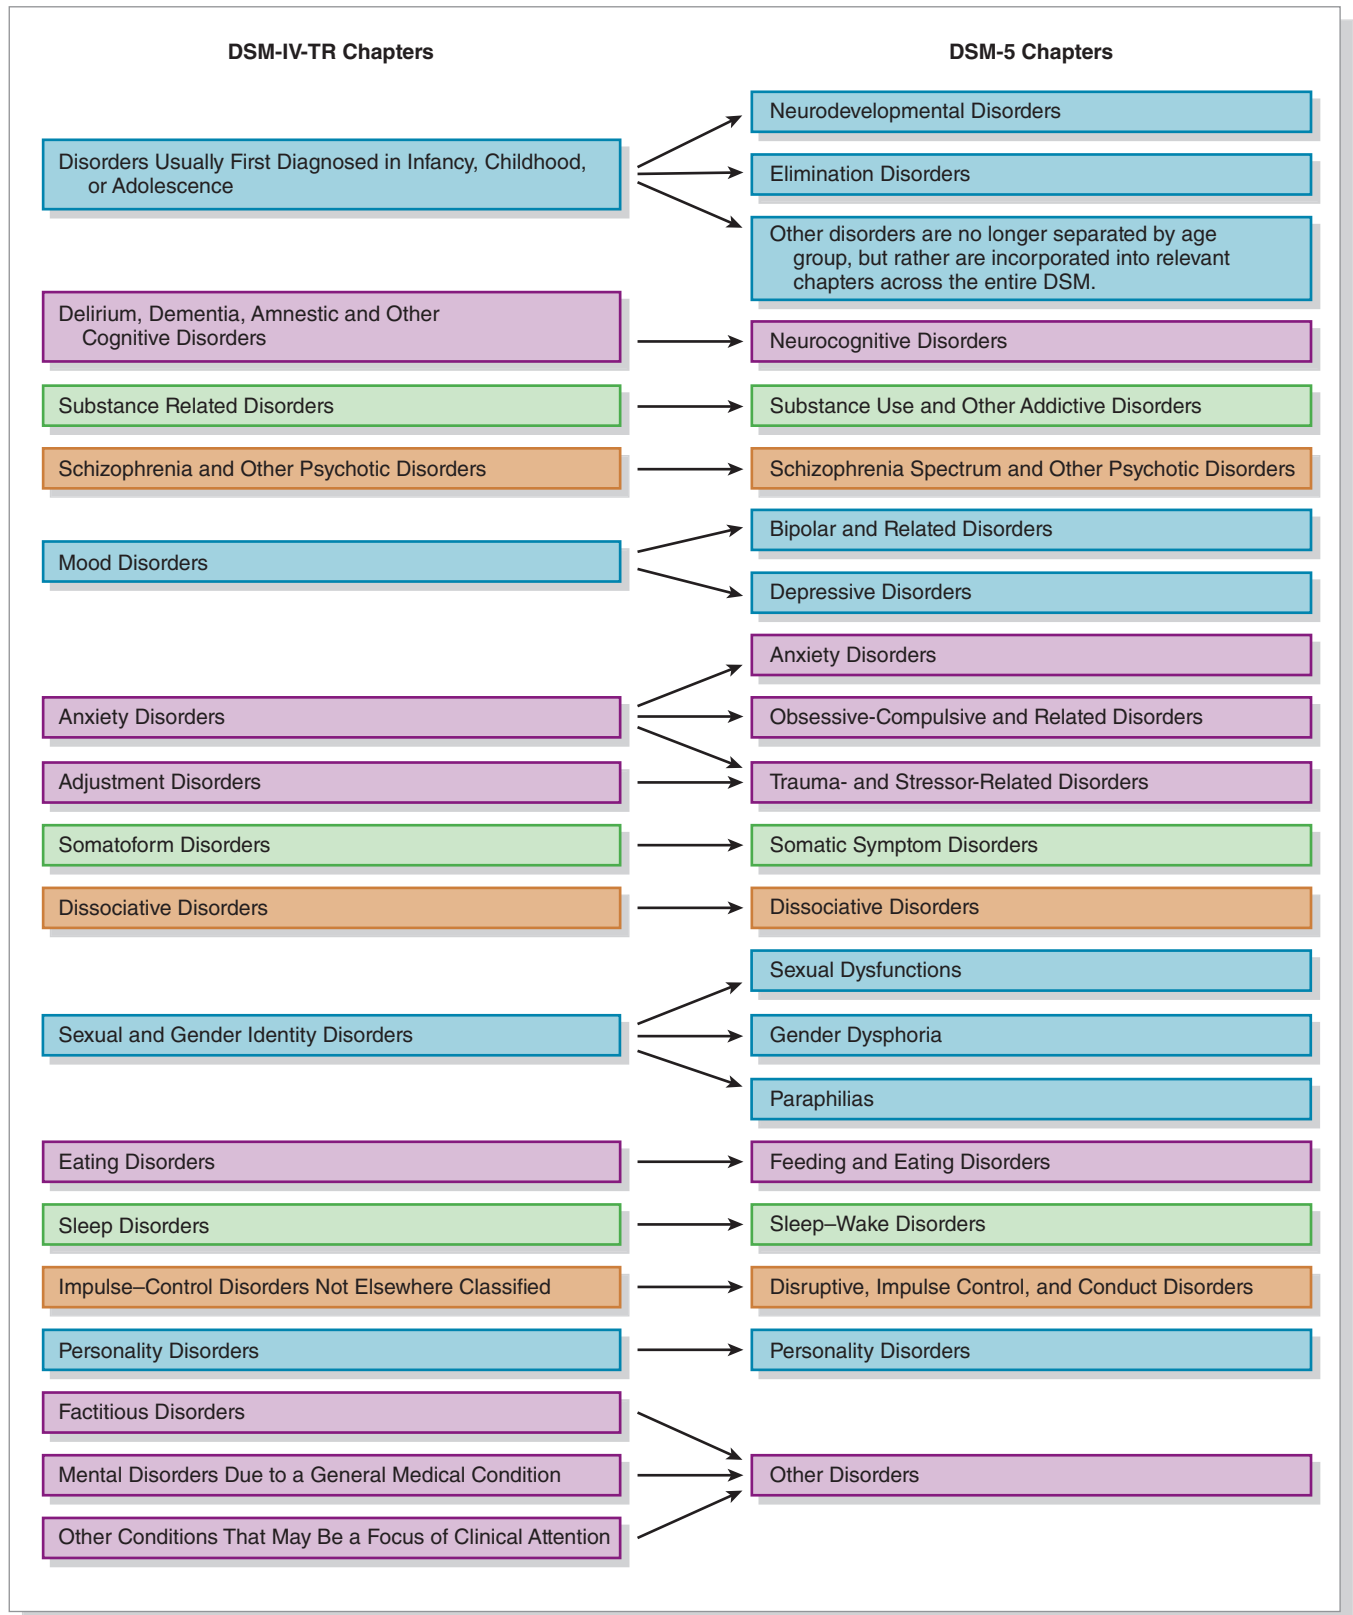 DSM-IV-TR Chapters
DSM-5 Chapters
Disorders Usually First Diagnosed in Infancy, Childhood,
or Adolescence
Neurodevelopmental Disorders
Elimination Disorders
Other disorders are no longer separated by age
group, but rather are incorporated into relevant
chapters across the entire DSM.
Delirium, Dementia, Amnestic and Other
Cognitive Disorders
Neurocognitive Disorders
Substance Related Disorders
Substance Use and Other Addictive Disorders
Schizophrenia and Other Psychotic Disorders
Schizophrenia Spectrum and Other Psychotic Disorders
Mood Disorders
Bipolar and Related Disorders
Depressive Disorders
Anxiety Disorders
Anxiety Disorders
Obsessive-Compulsive and Related Disorders
Adjustment Disorders
Trauma- and Stressor-Related Disorders
Somatoform Disorders
Somatic Symptom Disorders
Dissociative Disorders
Dissociative Disorders
Sexual and Gender Identity Disorders
Sexual Dysfunctions
Gender Dysphoria
Paraphilias
Eating Disorders
Feeding and Eating Disorders
Sleep Disorders
Sleep–Wake Disorders
Impulse–Control Disorders Not Elsewhere Classified
Disruptive, Impulse Control, and Conduct Disorders
Personality Disorders
Personality Disorders
Factitious Disorders
Mental Disorders Due to a General Medical Condition
Other Conditions That May Be a Focus of Clinical Attention
Other Disorders